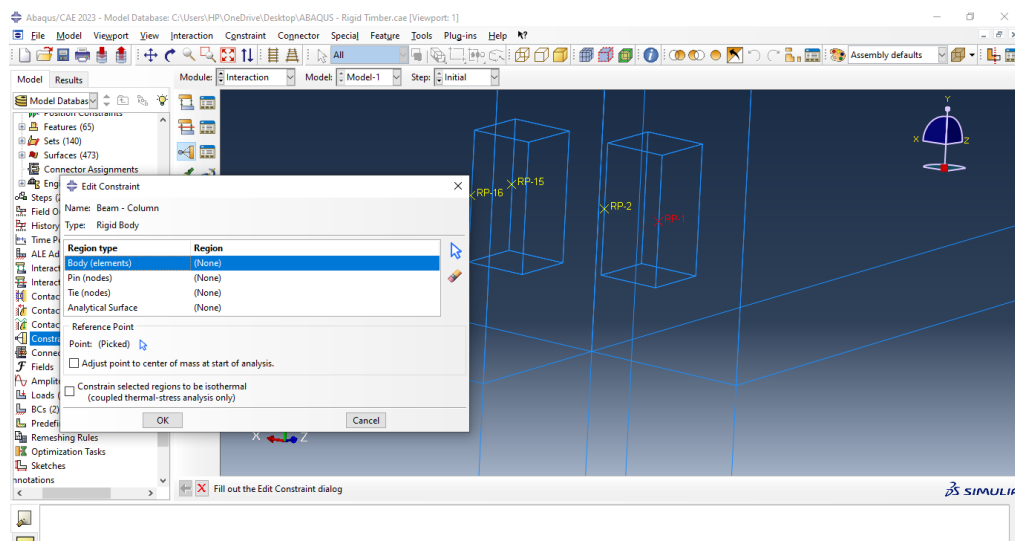 Abaqus/CAE 2023 - Model Database: C:\Users\HP\OneDrive\Desktop\ABAQUS - Rigid Timber.cae [Viewport: 1]
File Model Viewport View Interaction Constraint Connector Special Feature Tools Plug-ins Help
All
Assembly defaults
Model Results
Module: Interaction Model: Model-1 Step: Initial
Model Databas
Position Constraints
Features (65)
Sets (140)
Surfaces (473)
Connector Assignments
Eng
Steps (
Field O
History
Time P
ALE Ad
Interact
Interact
Contac
Contac
Contac
Constra
Connec
Fields
Amplit
Loads (
BCs (2)
Predefi
Remeshing Rules
Optimization Tasks
Sketches
nnotations
Edit Constraint
Name: Beam - Column
Type: Rigid Body
Region type Region
Body (elements) (None)
Pin (nodes) (None)
Tie (nodes) (None)
Analytical Surface (None)
Reference Point
Point: (Picked)
Adjust point to center of mass at start of analysis.
Constrain selected regions to be isothermal
(coupled thermal-stress analysis only)
OK Cancel
RP-16
RP-15
RP-2
RP-1
Y
X
Z
X Z
Fill out the Edit Constraint dialog
SIMULIA